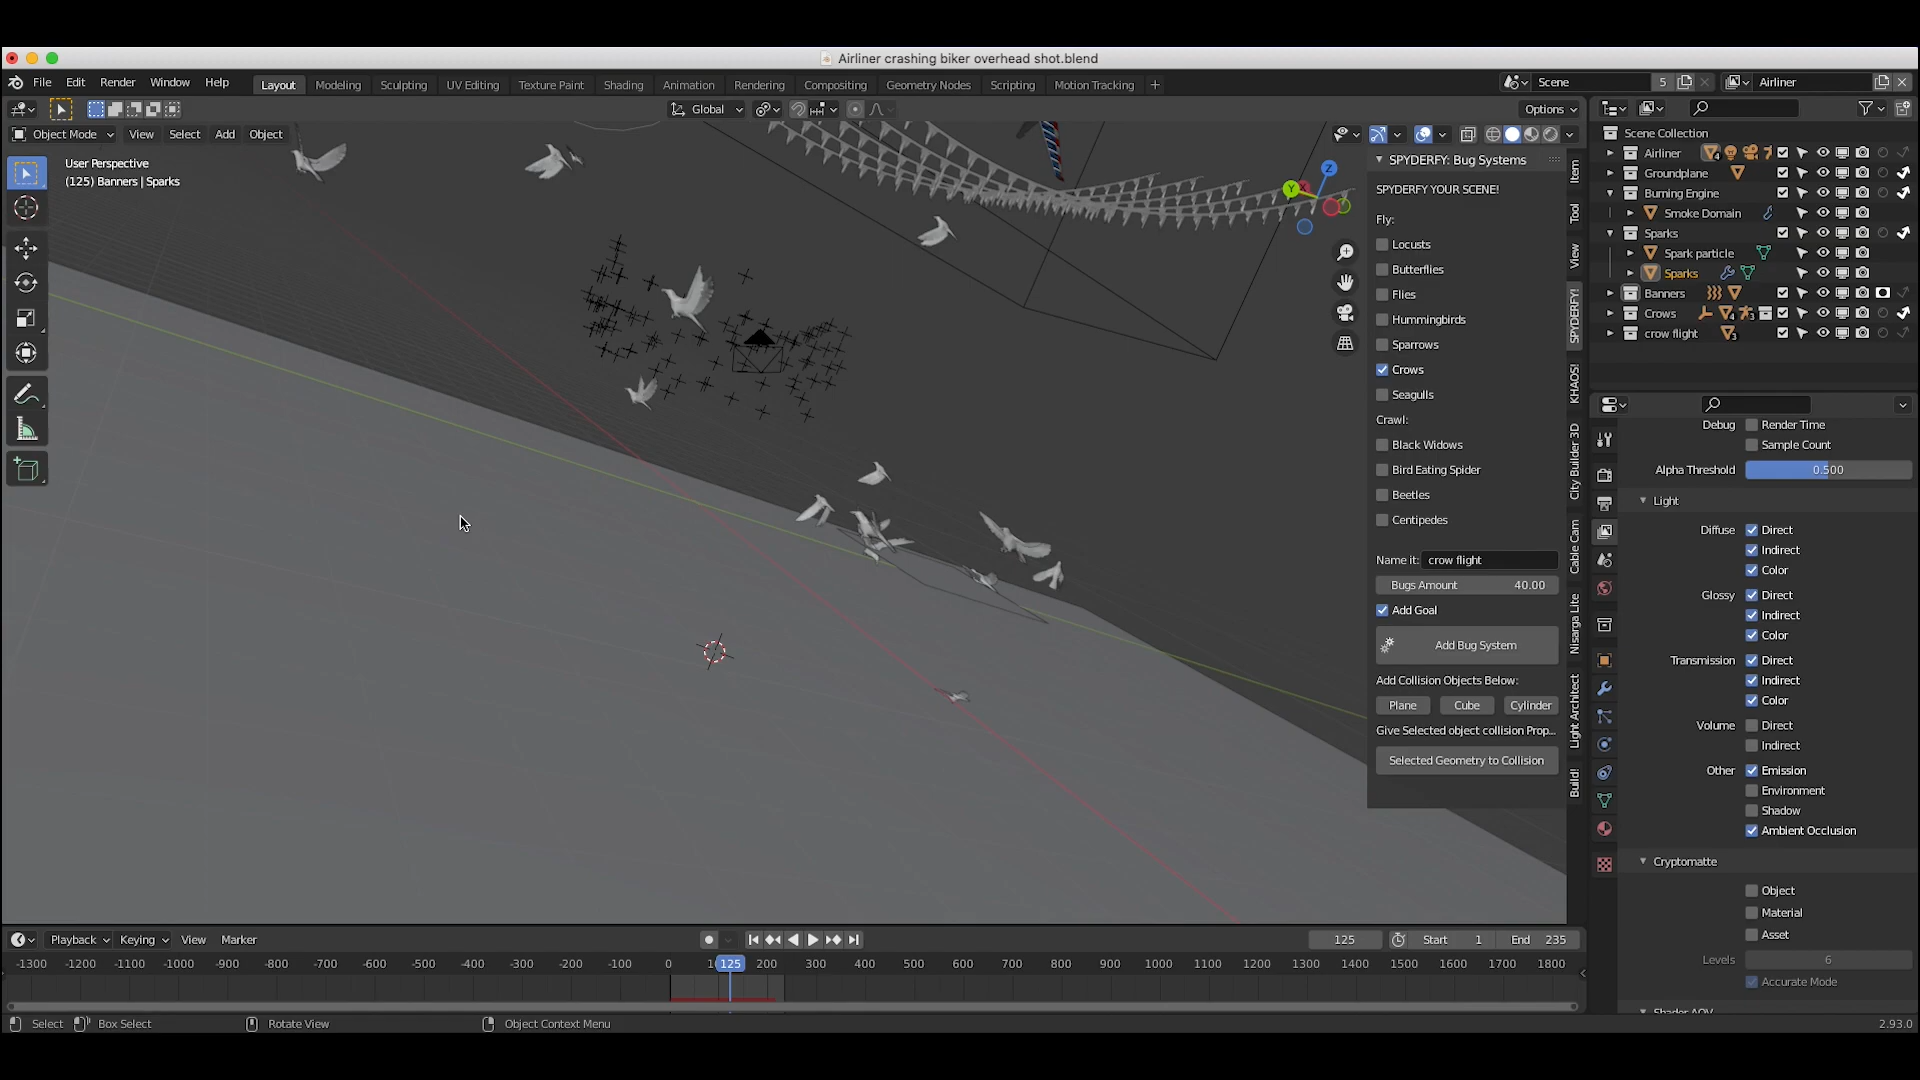 Airliner crashing biker overhead shot.blend
File Edit Render Window Help Layout Modeling Sculpting UV Editing Texture Paint Shading Animation Rendering Compositing Geometry Nodes Scripting Motion Tracking + Scene 5 Airliner
Global Options
Object Mode View Select Add Object
User Perspective
(125) Banners | Sparks
Z
Y
X
SPYDERFY: Bug Systems
SPYDERFY YOUR SCENE!
Fly:
Locusts
Butterflies
Flies
Hummingbirds
Sparrows
Crows
Seagulls
Crawl:
Black Widows
Bird Eating Spider
Beetles
Centipedes
Name it: crow flight
Bugs Amount 40.00
Add Goal
Add Bug System
Add Collision Objects Below:
Plane Cube Cylinder
Give Selected object collision Prop...
Selected Geometry to Collision
Item
Tool
View
SPYDERFY!
KHAOS!
City Builder 3D
Cable Cam
Nisarga Lite
Light Architect
Build!
Scene Collection
Airliner 4
Groundplane
Burning Engine
Smoke Domain
Sparks
Spark particle
Sparks
Banners
Crows 4 3
crow flight 3
Debug Render Time
Sample Count
Alpha Threshold 0.500
Light
Diffuse Direct
Indirect
Color
Glossy Direct
Indirect
Color
Transmission Direct
Indirect
Color
Volume Direct
Indirect
Other Emission
Environment
Shadow
Ambient Occlusion
Cryptomatte
Object
Material
Asset
Levels 6
Accurate Mode
Shader AOV
Playback Keying View Marker 125 Start 1 End 235
-1300 -1200 -1100 -1000 -900 -800 -700 -600 -500 -400 -300 -200 -100 0 125 200 300 400 500 600 700 800 900 1000 1100 1200 1300 1400 1500 1600 1700 1800
Select Box Select Rotate View Object Context Menu 2.93.0